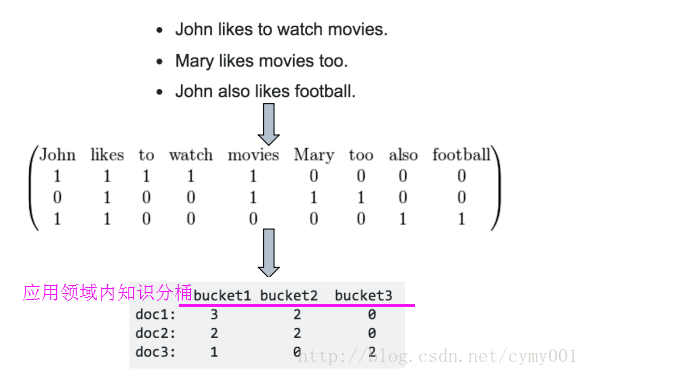 • John likes to watch movies.
• Mary likes movies too.
• John also likes football.
John likes to watch movies Mary too also football
1 1 1 1 1 0 0 0 0
0 1 0 0 1 1 1 0 0
1 1 0 0 0 0 0 1 1
应用领域内知识分桶 bucket1 bucket2 bucket3
doc1: 3 2 0
doc2: 2 2 0
doc3: 1 0 2
http://blog.csdn.net/cymy001